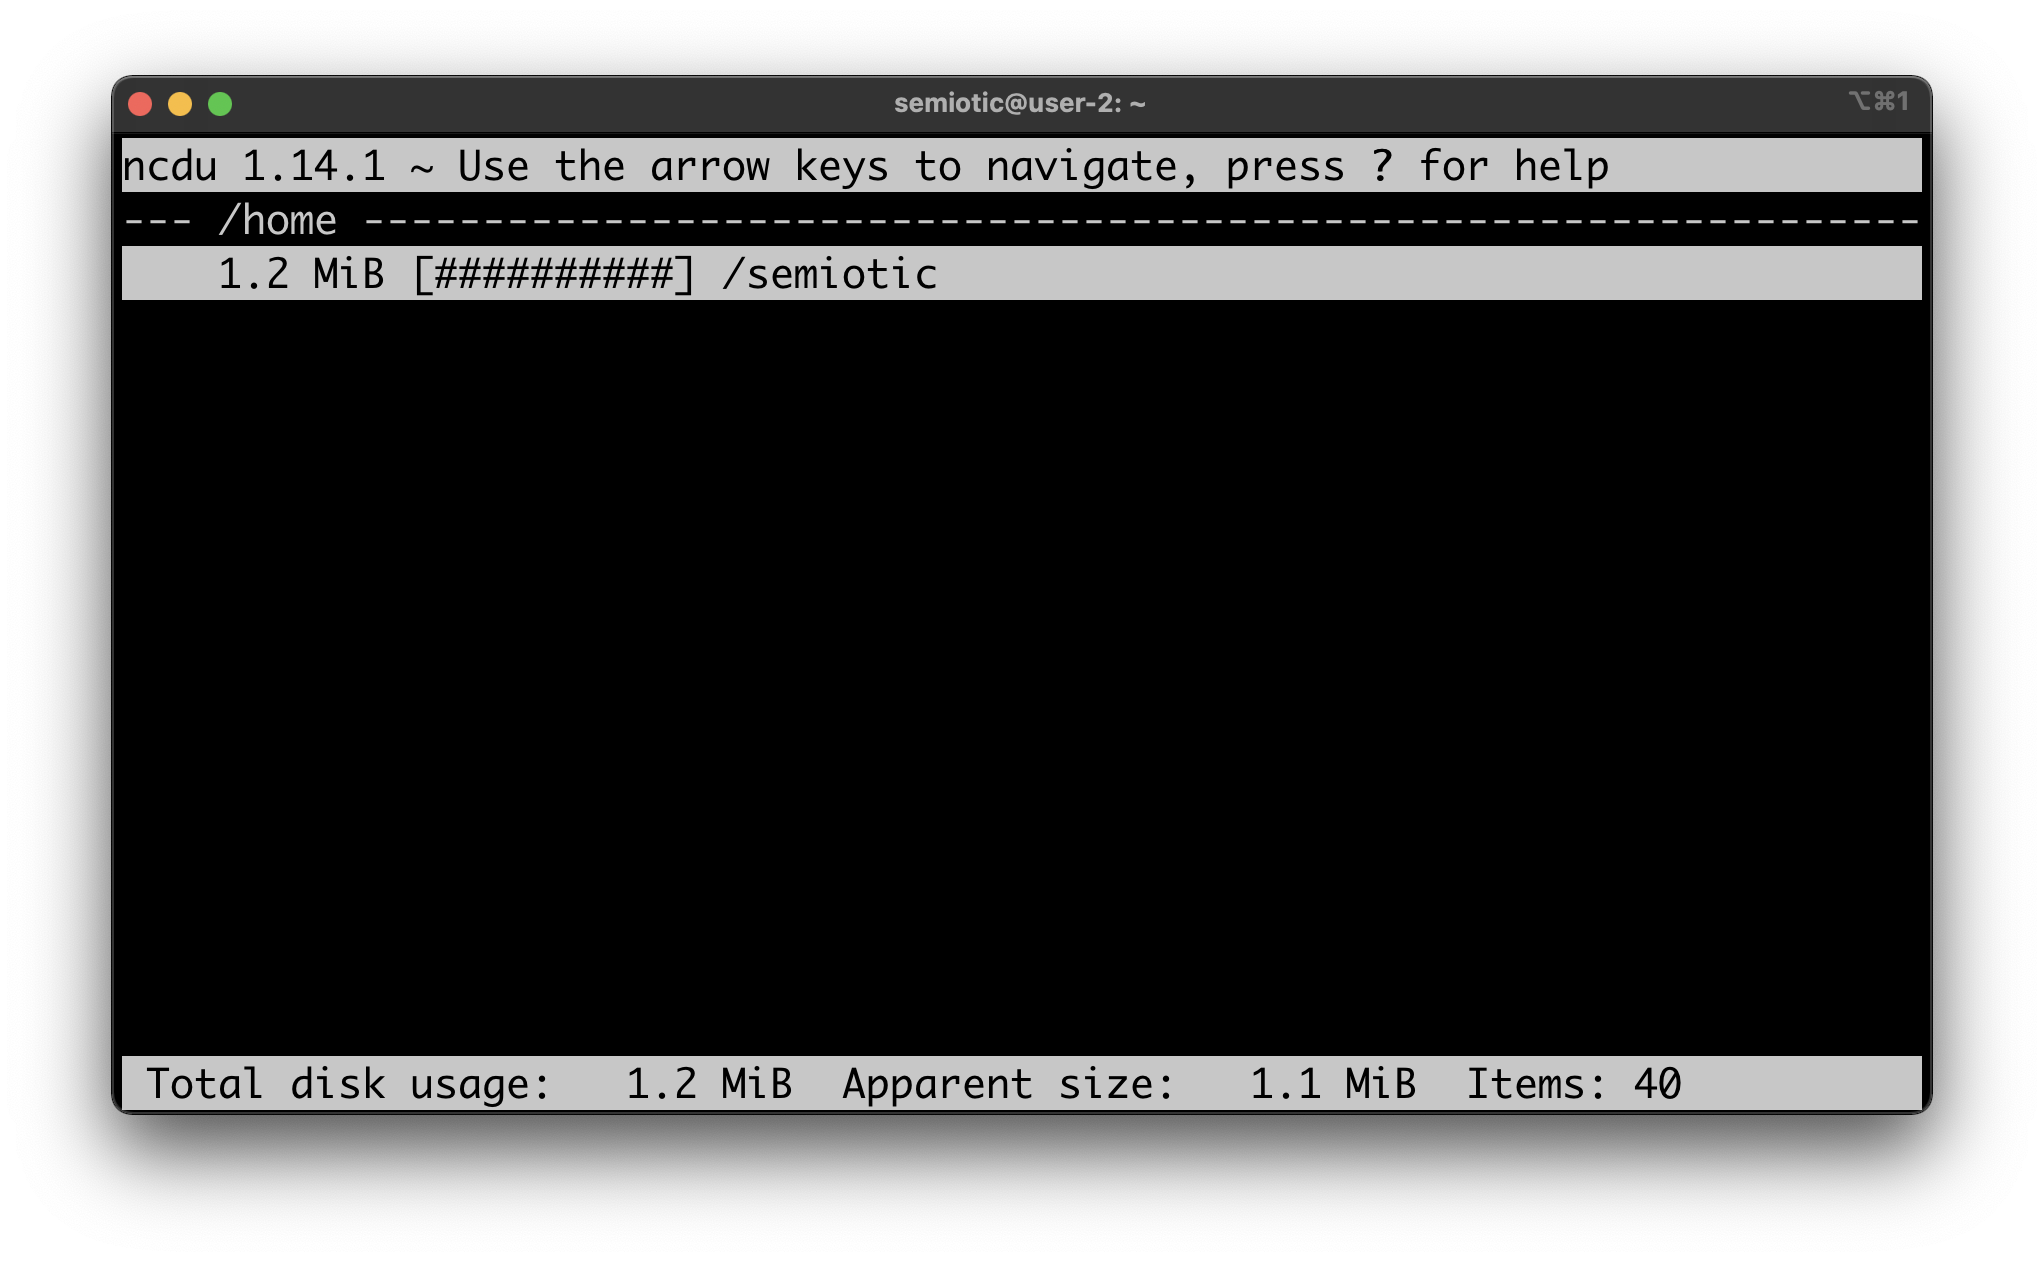 semiotic@user-2: ~
⌥⌘1
ncdu 1.14.1 ~ Use the arrow keys to navigate, press ? for help
--- /home -----------------------------------------------------------------
    1.2 MiB [##########] /semiotic
 Total disk usage:   1.2 MiB  Apparent size:   1.1 MiB  Items: 40